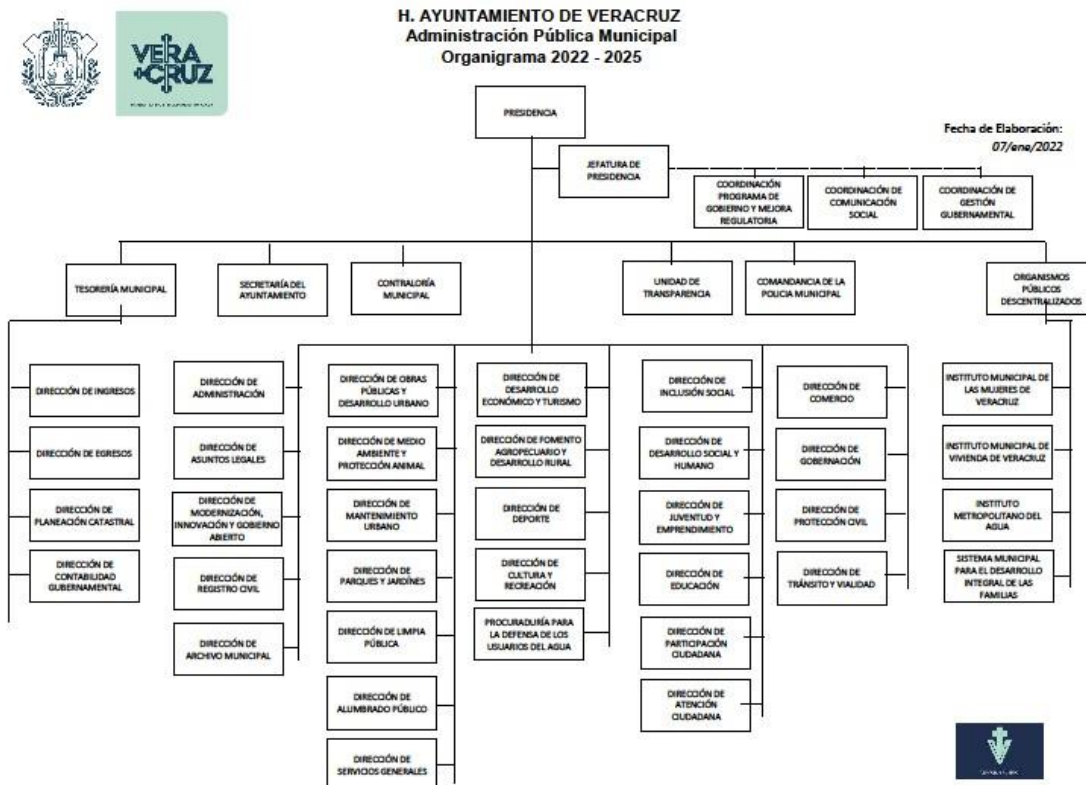 H. AYUNTAMIENTO DE VERACRUZ
Administración Pública Municipal
Organigrama 2022 - 2025
VERA
CRUZ
Fecha de Elaboración:
07/ene/2022
PRESIDENCIA
JEFATURA DE
PRESIDENCIA
COORDINACIÓN
PROGRAMA DE
GOBIERNO Y MEJORA
REGULATORIA
COORDINACIÓN DE
COMUNICACIÓN
SOCIAL
COORDINACIÓN DE
GESTIÓN
GUBERNAMENTAL
TESORERÍA MUNICIPAL
SECRETARÍA DEL
AYUNTAMIENTO
CONTRALORÍA
MUNICIPAL
UNIDAD DE
TRANSPARENCIA
COMANDANCIA DE LA
POLICIA MUNICIPAL
ORGANISMOS
PÚBLICOS
DESCENTRALIZADOS
DIRECCIÓN DE INGRESOS
DIRECCIÓN DE EGRESOS
DIRECCIÓN
DE PLANEACIÓN CATASTRAL
DIRECCIÓN DE
CONTABILIDAD
GUBERNAMENTAL
DIRECCIÓN DE
ADMINISTRACIÓN
DIRECCIÓN DE
ASUNTOS LEGALES
DIRECCIÓN DE
MODERNIZACIÓN,
INNOVACIÓN Y GOBIERNO
ABIERTO
DIRECCIÓN DE
REGISTRO CIVIL
DIRECCIÓN DE
ARCHIVO MUNICIPAL
DIRECCIÓN DE OBRAS
PÚBLICAS Y
DESARROLLO URBANO
DIRECCIÓN DE MEDIO
AMBIENTE Y
PROTECCIÓN ANIMAL
DIRECCIÓN DE
MANTENIMIENTO
URBANO
DIRECCIÓN DE
PARQUES Y JARDÍNES
DIRECCIÓN DE LIMPIA
PÚBLICA
DIRECCIÓN DE
ALUMBRADO PÚBLICO
DIRECCIÓN DE
SERVICIOS GENERALES
DIRECCIÓN DE
DESARROLLO
ECONÓMICO Y TURISMO
DIRECCIÓN DE FOMENTO
AGROPECUARIO Y
DESARROLLO RURAL
DIRECCIÓN DE
DEPORTE
DIRECCIÓN DE
CULTURA Y
RECREACIÓN
PROCURADURÍA PARA
LA DEFENSA DE LOS
USUARIOS DEL AGUA
DIRECCIÓN DE
INCLUSIÓN SOCIAL
DIRECCIÓN DE
DESARROLLO SOCIAL Y
HUMANO
DIRECCIÓN DE
JUVENTUD Y
EMPRENDIMIENTO
DIRECCIÓN DE
EDUCACIÓN
DIRECCIÓN DE
PARTICIPACIÓN
CIUDADANA
DIRECCIÓN DE
ATENCIÓN
CIUDADANA
DIRECCIÓN DE
COMERCIO
DIRECCIÓN DE
GOBERNACIÓN
DIRECCIÓN DE
PROTECCIÓN CIVIL
DIRECCIÓN DE
TRÁNSITO Y VIALIDAD
INSTITUTO MUNICIPAL DE
LAS MUJERES DE
VERACRUZ
INSTITUTO MUNICIPAL DE
VIVIENDA DE VERACRUZ
INSTITUTO
METROPOLITANO DEL
AGUA
SISTEMA MUNICIPAL
PARA EL DESARROLLO
INTEGRAL DE LAS
FAMILIAS